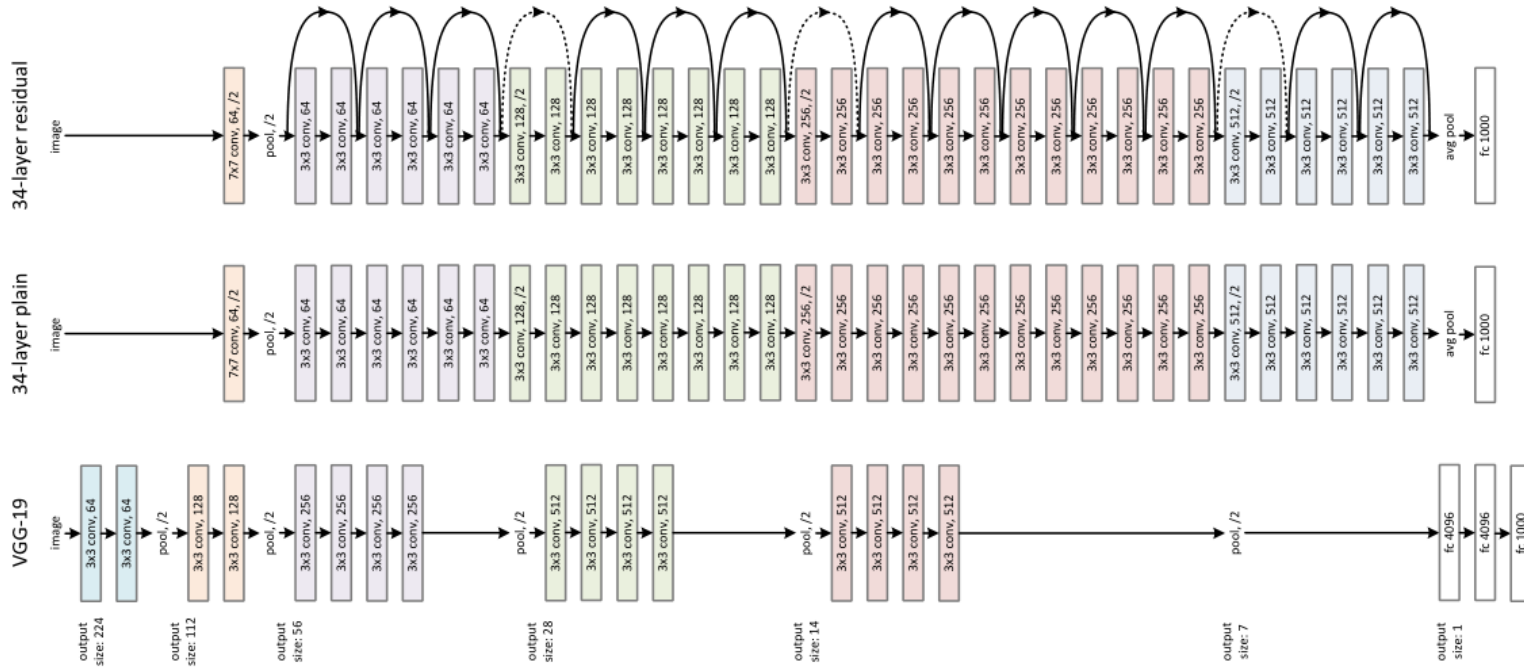 34-layer residual
image
7x7 conv, 64, /2
pool, /2
3x3 conv, 64
3x3 conv, 64
3x3 conv, 64
3x3 conv, 64
3x3 conv, 64
3x3 conv, 64
3x3 conv, 128, /2
3x3 conv, 128
3x3 conv, 128
3x3 conv, 128
3x3 conv, 128
3x3 conv, 128
3x3 conv, 128
3x3 conv, 128
3x3 conv, 256, /2
3x3 conv, 256
3x3 conv, 256
3x3 conv, 256
3x3 conv, 256
3x3 conv, 256
3x3 conv, 256
3x3 conv, 256
3x3 conv, 256
3x3 conv, 256
3x3 conv, 256
3x3 conv, 256
3x3 conv, 512, /2
3x3 conv, 512
3x3 conv, 512
3x3 conv, 512
3x3 conv, 512
3x3 conv, 512
avg pool
fc 1000
34-layer plain
image
7x7 conv, 64, /2
pool, /2
3x3 conv, 64
3x3 conv, 64
3x3 conv, 64
3x3 conv, 64
3x3 conv, 64
3x3 conv, 64
3x3 conv, 128, /2
3x3 conv, 128
3x3 conv, 128
3x3 conv, 128
3x3 conv, 128
3x3 conv, 128
3x3 conv, 128
3x3 conv, 128
3x3 conv, 256, /2
3x3 conv, 256
3x3 conv, 256
3x3 conv, 256
3x3 conv, 256
3x3 conv, 256
3x3 conv, 256
3x3 conv, 256
3x3 conv, 256
3x3 conv, 256
3x3 conv, 256
3x3 conv, 256
3x3 conv, 512, /2
3x3 conv, 512
3x3 conv, 512
3x3 conv, 512
3x3 conv, 512
3x3 conv, 512
avg pool
fc 1000
VGG-19
image
3x3 conv, 64
3x3 conv, 64
pool, /2
3x3 conv, 128
3x3 conv, 128
pool, /2
3x3 conv, 256
3x3 conv, 256
3x3 conv, 256
3x3 conv, 256
pool, /2
3x3 conv, 512
3x3 conv, 512
3x3 conv, 512
3x3 conv, 512
pool, /2
3x3 conv, 512
3x3 conv, 512
3x3 conv, 512
3x3 conv, 512
pool, /2
fc 4096
fc 4096
fc 1000
output
size: 224
output
size: 112
output
size: 56
output
size: 28
output
size: 14
output
size: 7
output
size: 1